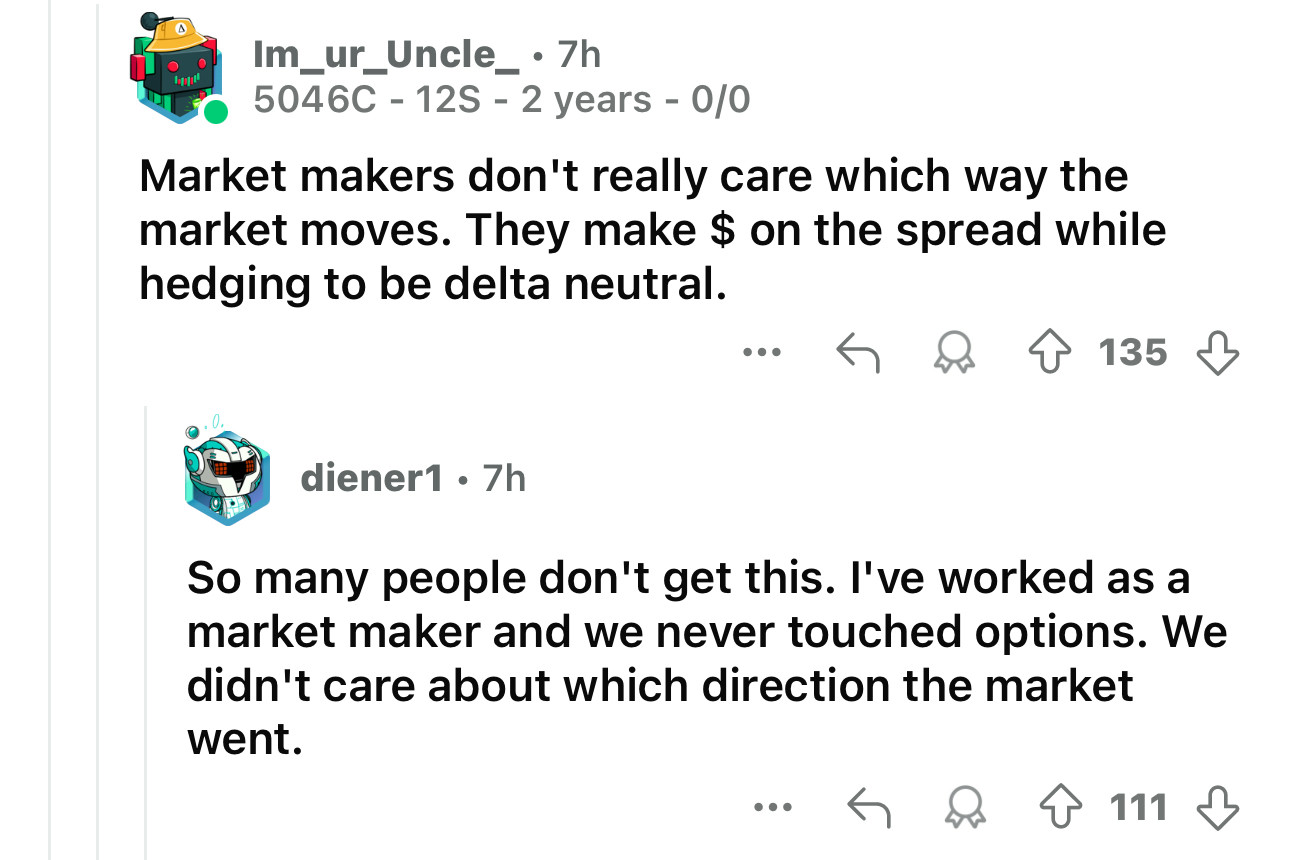 Im_ur_Uncle_ • 7h
5046C - 12S - 2 years - 0/0
Market makers don't really care which way the
market moves. They make $ on the spread while
hedging to be delta neutral.
135
diener1 • 7h
So many people don't get this. I've worked as a
market maker and we never touched options. We
didn't care about which direction the market
went.
111